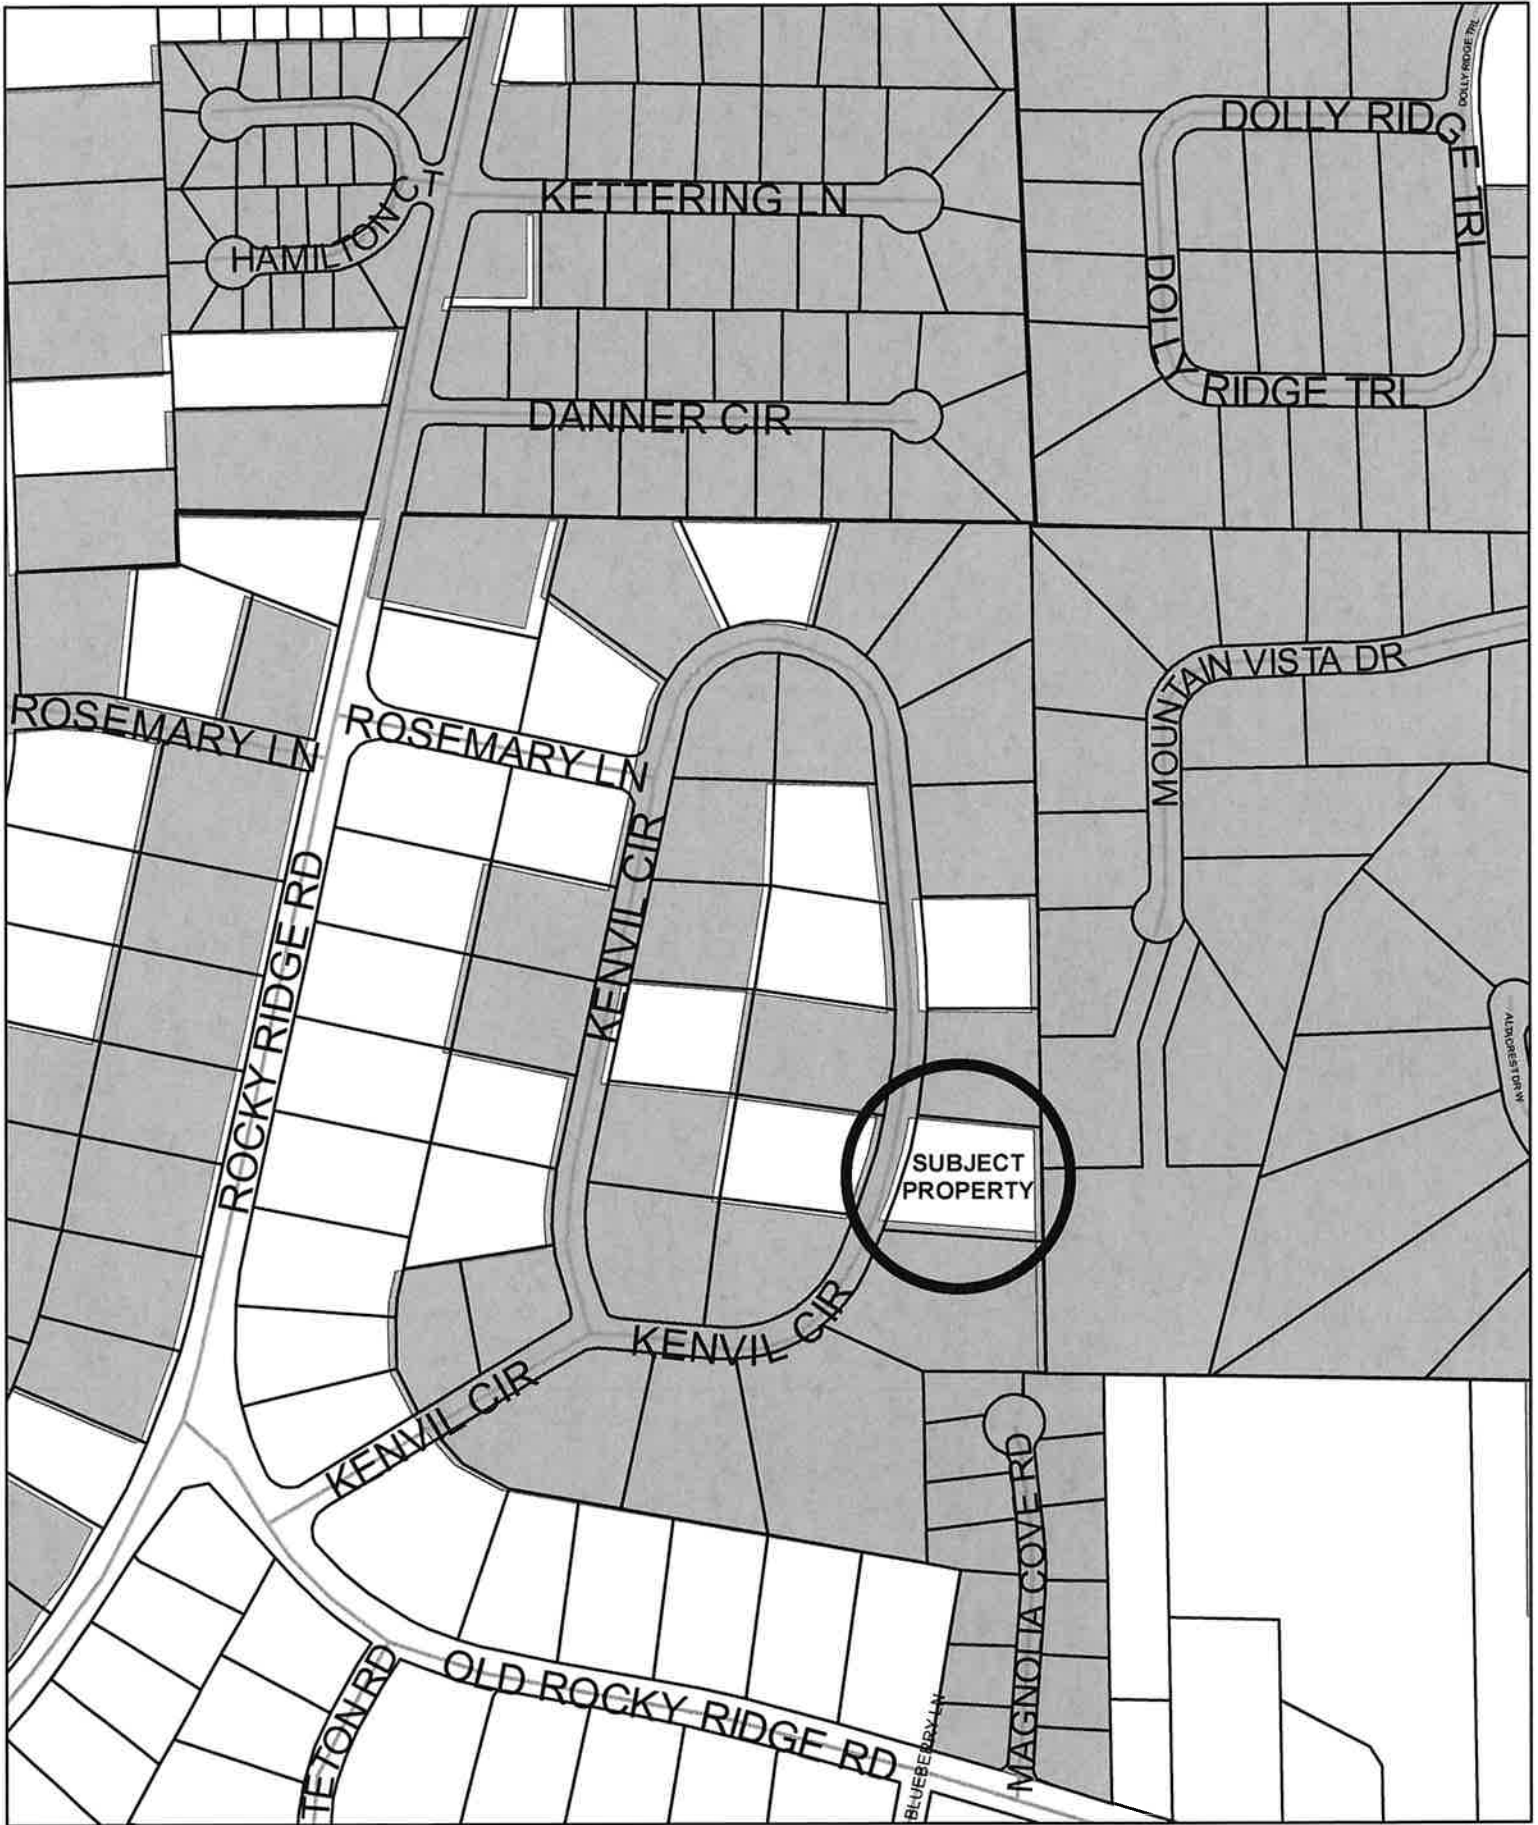 DOLLY RIDGE TRL
DOLLY RIDGE TRL
KETTERING LN
HAMILTON CT
DOLLY RIDGE TRL
DANNER CIR
MOUNTAIN VISTA DR
ROSEMARY LN
ROSEMARY LN
KENVIL CIR
KENVIL CIR
ROCKY RIDGE RD
ALTACREST DR W
SUBJECT
PROPERTY
KENVIL CIR
KENVIL CIR
MAGNOLIA COVE RD
OLD ROCKY RIDGE RD
TETON RD
BLUEBERRY LN